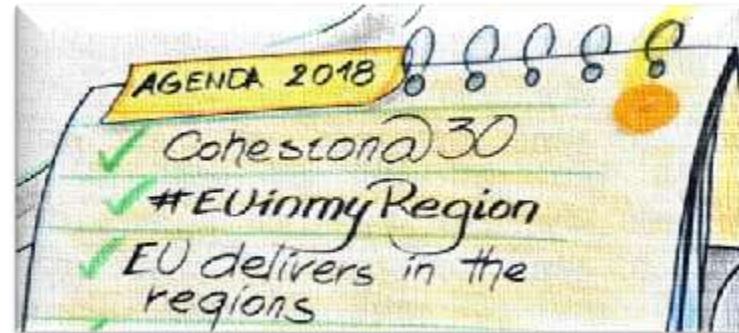 AGENDA 2018
Cohesion@30
#EUinmyRegion
EU delivers in the
regions